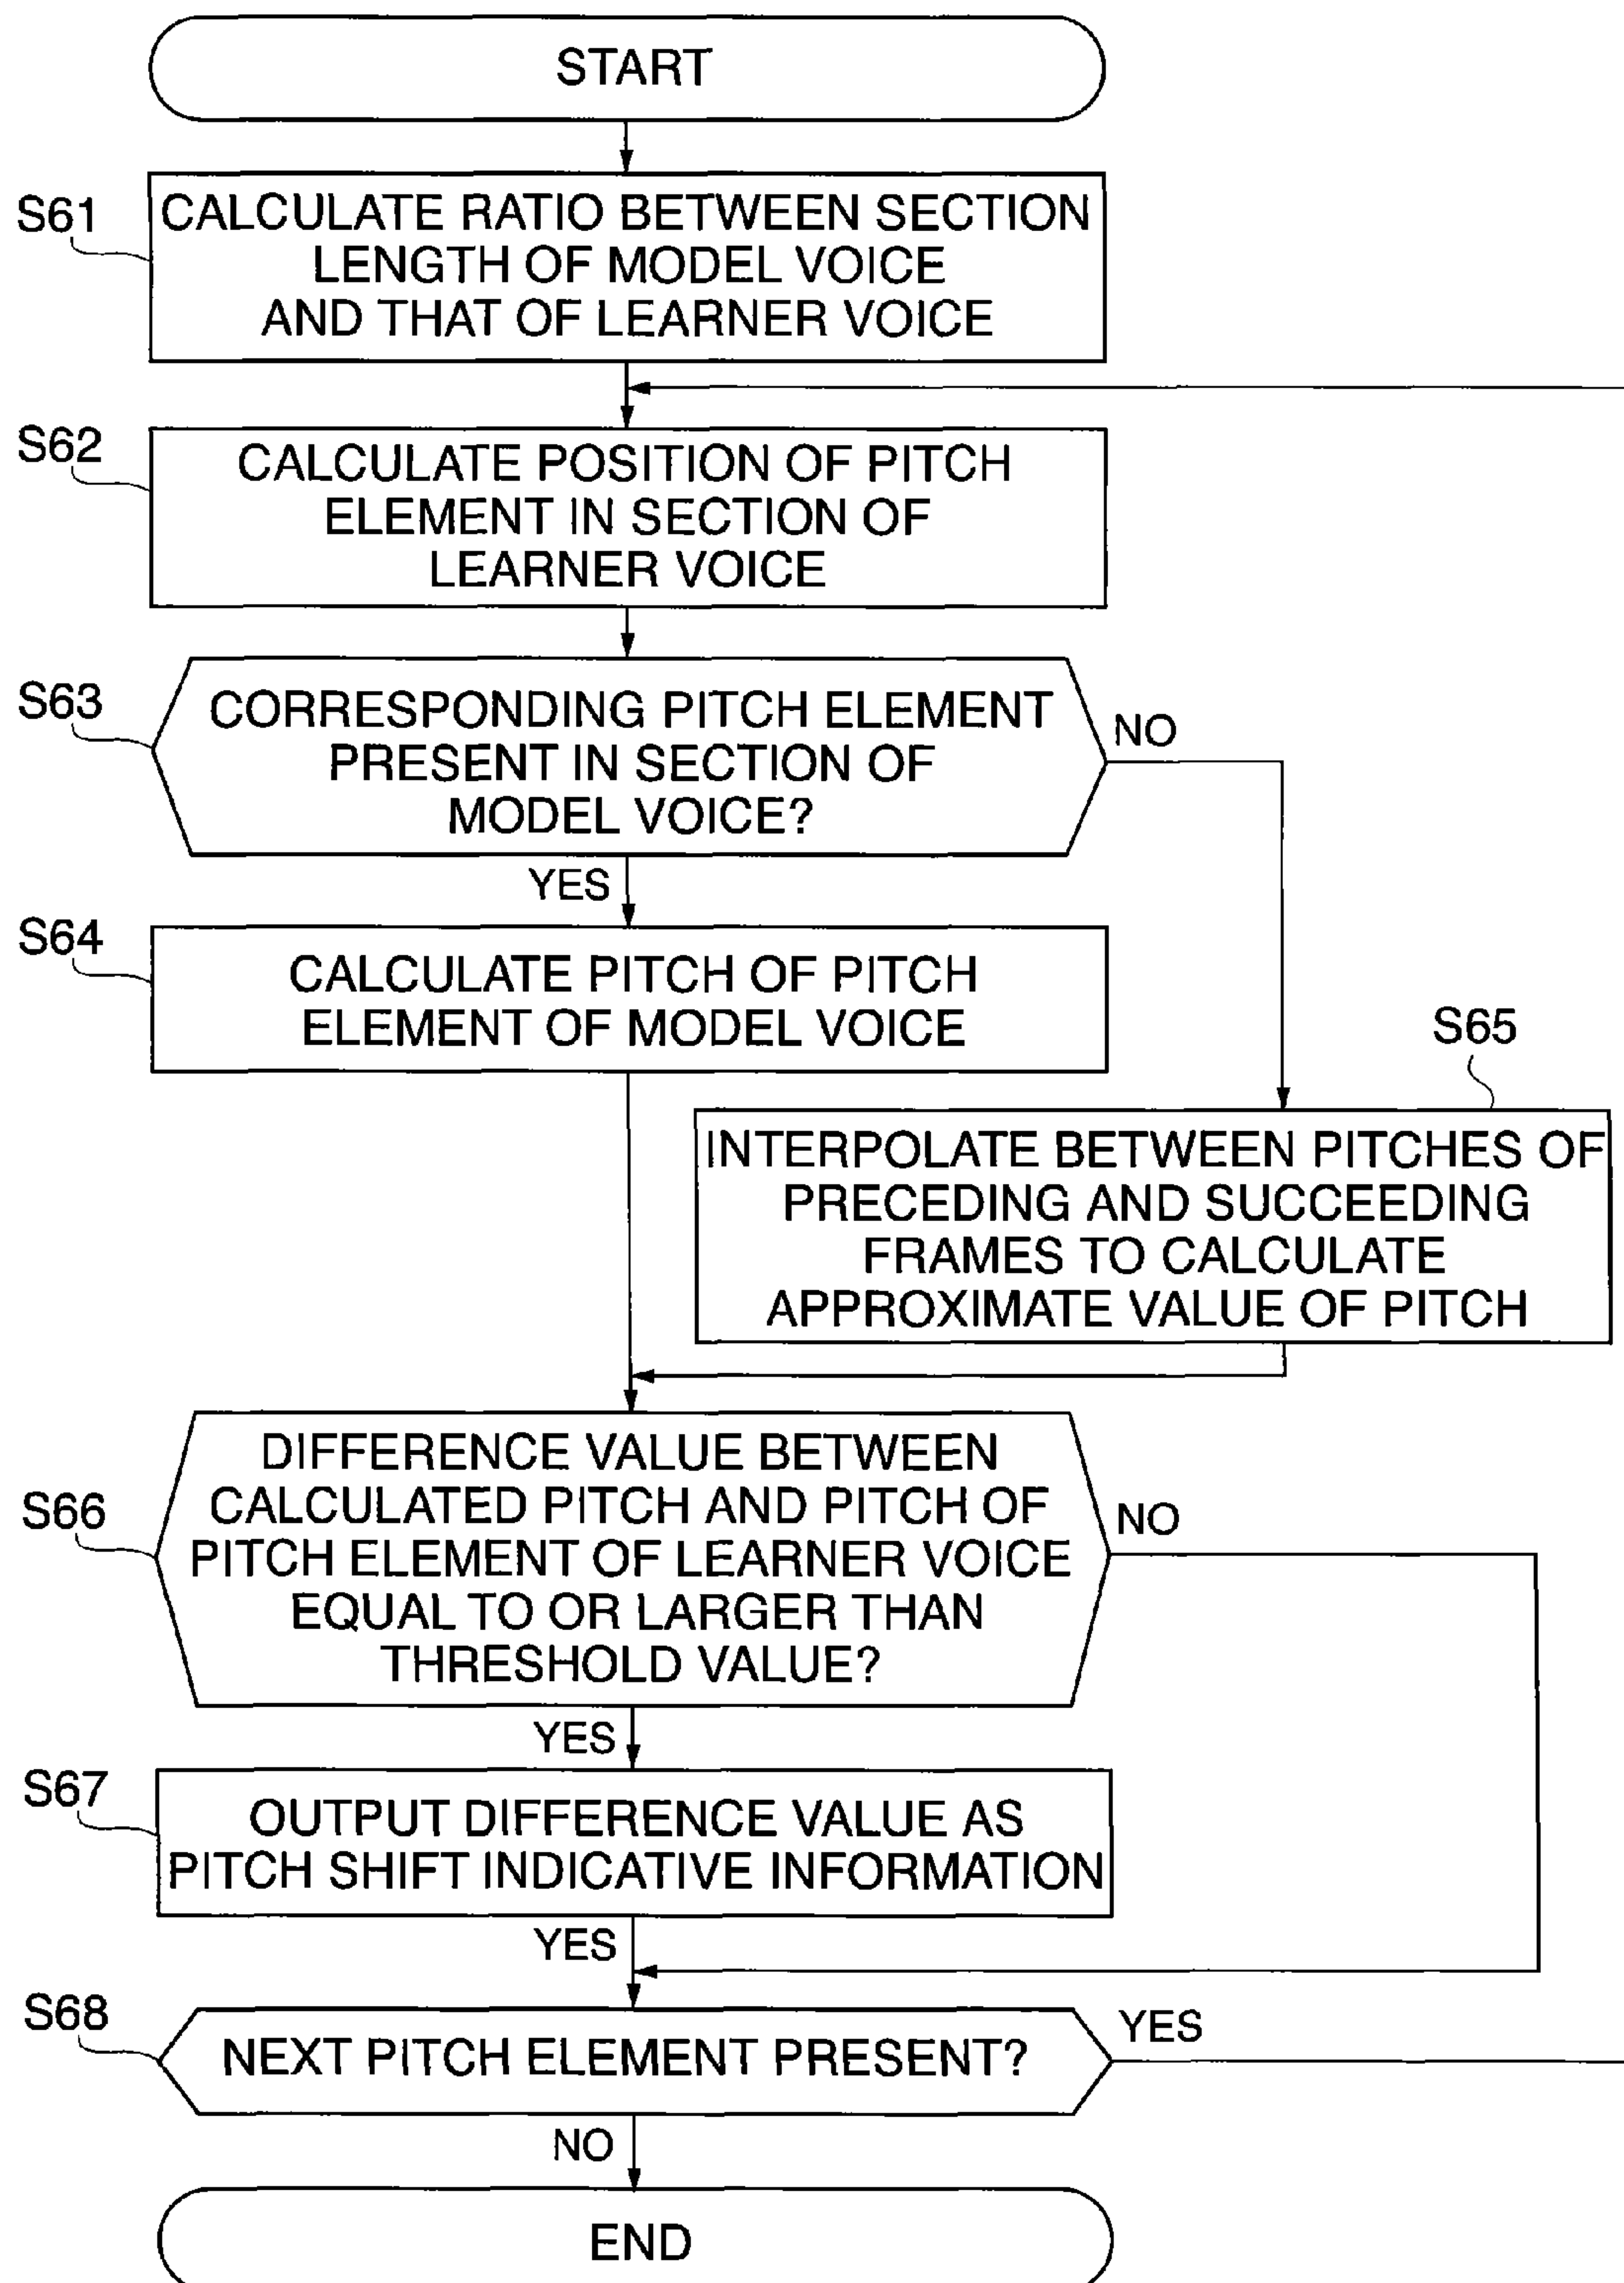 START
S61
CALCULATE RATIO BETWEEN SECTION
LENGTH OF MODEL VOICE
AND THAT OF LEARNER VOICE
S62
CALCULATE POSITION OF PITCH
ELEMENT IN SECTION OF
LEARNER VOICE
S63
CORRESPONDING PITCH ELEMENT
PRESENT IN SECTION OF
MODEL VOICE?
NO
YES
S64
CALCULATE PITCH OF PITCH
ELEMENT OF MODEL VOICE
S65
INTERPOLATE BETWEEN PITCHES OF
PRECEDING AND SUCCEEDING
FRAMES TO CALCULATE
APPROXIMATE VALUE OF PITCH
S66
DIFFERENCE VALUE BETWEEN
CALCULATED PITCH AND PITCH OF
PITCH ELEMENT OF LEARNER VOICE
EQUAL TO OR LARGER THAN
THRESHOLD VALUE?
NO
YES
S67
OUTPUT DIFFERENCE VALUE AS
PITCH SHIFT INDICATIVE INFORMATION
YES
S68
NEXT PITCH ELEMENT PRESENT?
YES
NO
END